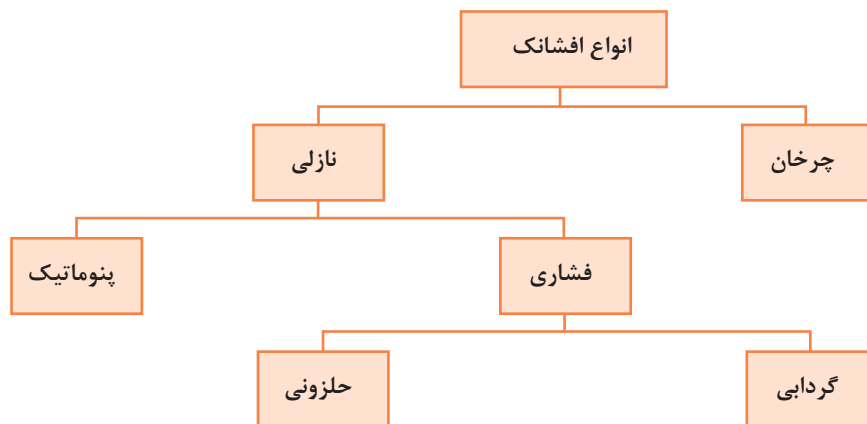 انواع افشانک
چرخان
نازلی
فشاری
پنوماتیک
گردابی
حلزونی